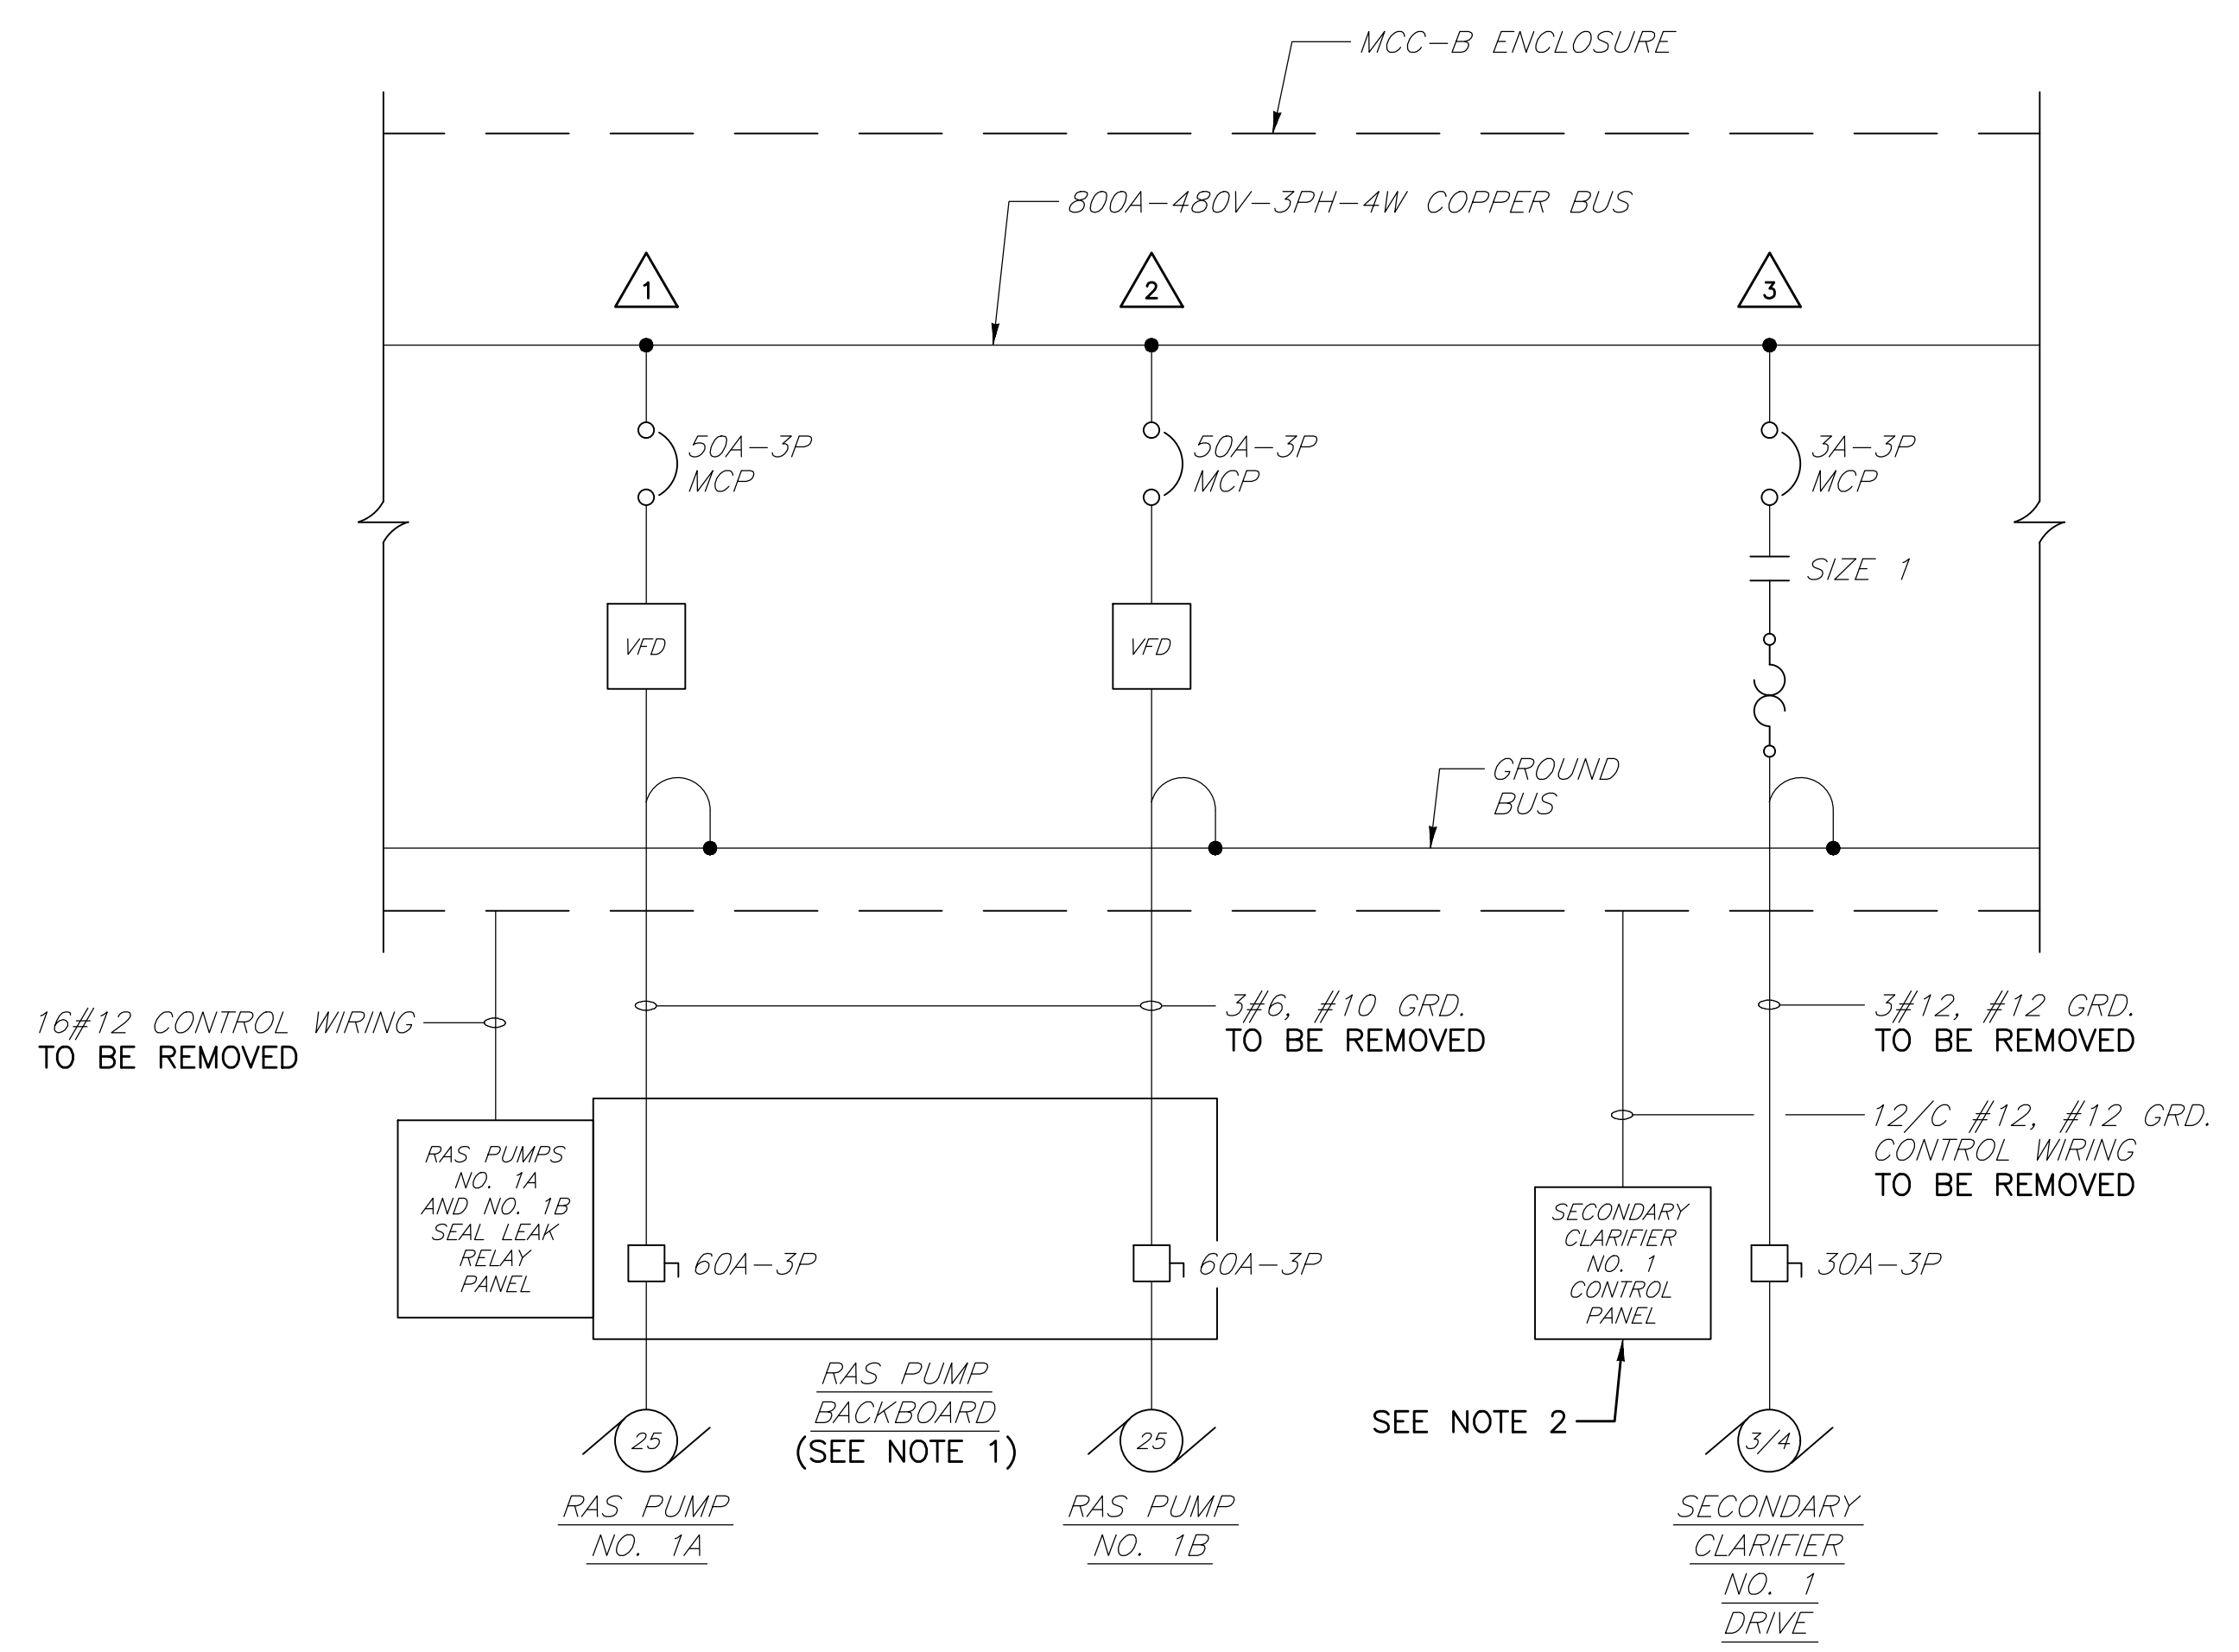 MCC-B ENCLOSURE
800A-480V-3PH-4W COPPER BUS
1
2
3
50A-3P
MCP
50A-3P
MCP
3A-3P
MCP
SIZE 1
VFD
VFD
GROUND
BUS
16#12 CONTROL WIRING
TO BE REMOVED
3#6, #10 GRD.
TO BE REMOVED
3#12, #12 GRD.
TO BE REMOVED
12/C #12, #12 GRD.
CONTROL WIRING
TO BE REMOVED
RAS PUMPS
NO. 1A
AND NO. 1B
SEAL LEAK
RELAY
PANEL
60A-3P
60A-3P
SECONDARY
CLARIFIER
NO. 1
CONTROL
PANEL
30A-3P
RAS PUMP
BACKBOARD
(SEE NOTE 1)
SEE NOTE 2
25
25
3/4
RAS PUMP
NO. 1A
RAS PUMP
NO. 1B
SECONDARY
CLARIFIER
NO. 1
DRIVE